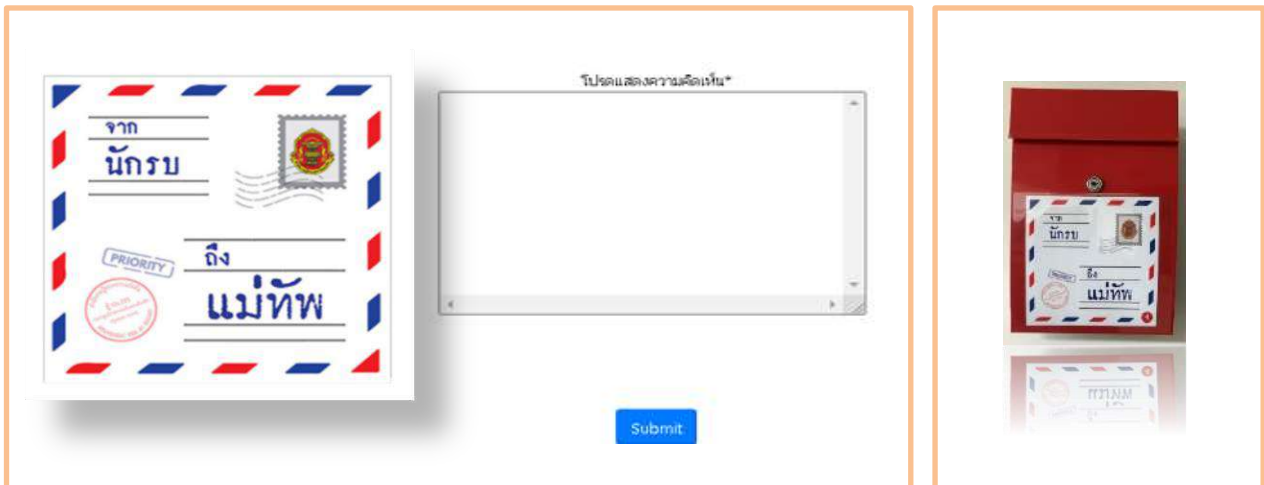 โปรดแสดงความคิดเห็น*
จาก
นักรบ
PRIORITY
ถึง
แม่ทัพ
Submit
จาก
นักรบ
ถึง
แม่ทัพ